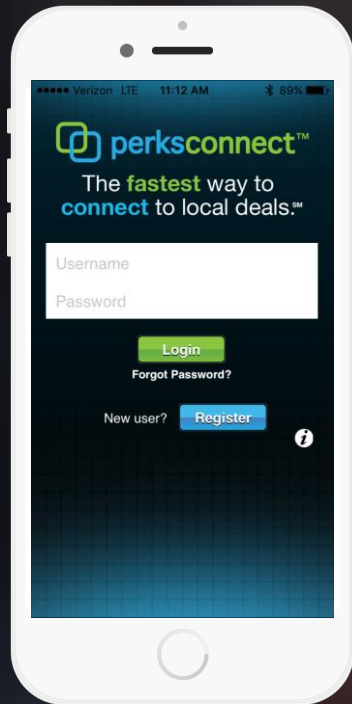 ●●●●● Verizon LTE 11:12 AM 89%
perksconnect™
The fastest way to
connect to local deals.℠
Username
Password
Login
Forgot Password?
New user? Register
i